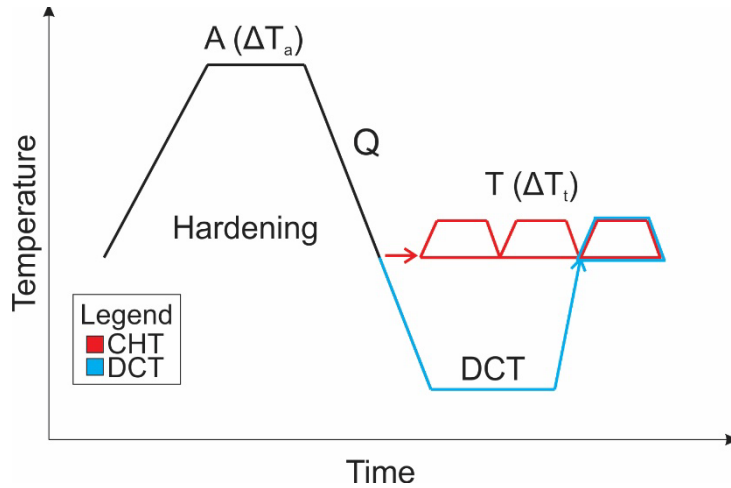 A (ΔTₐ)
Q
T (ΔTₜ)
Hardening
Temperature
Legend
CHT
DCT
DCT
Time